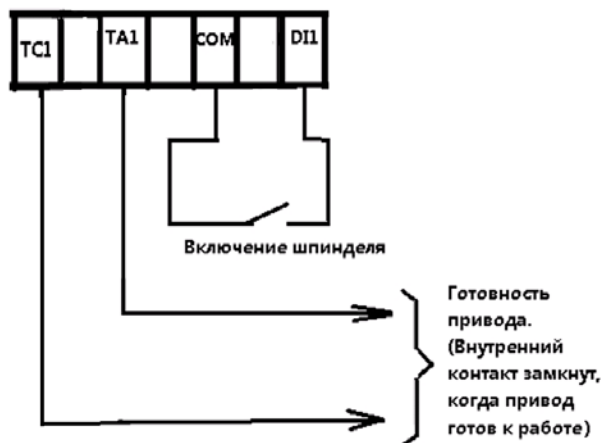 TC1 TA1 COM DI1
Включение шпинделя
Готовность
привода.
(Внутренний
контакт замкнут,
когда привод
готов к работе)